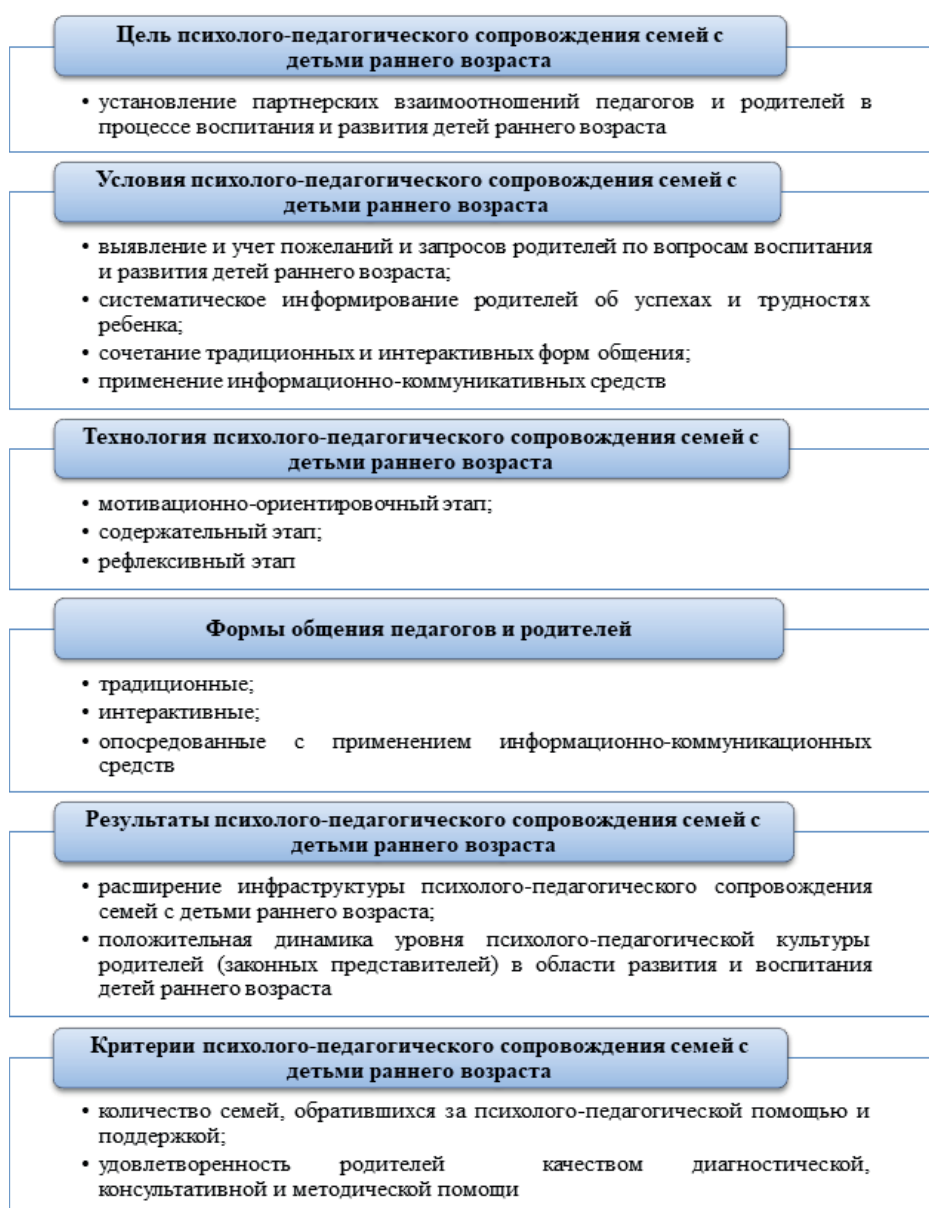 Цель психолого-педагогического сопровождения семей с
детьми раннего возраста
• установление партнерских взаимоотношений педагогов и родителей в
процессе воспитания и развития детей раннего возраста
Условия психолого-педагогического сопровождения семей с
детьми раннего возраста
• выявление и учет пожеланий и запросов родителей по вопросам воспитания
и развития детей раннего возраста;
• систематическое информирование родителей об успехах и трудностях
ребенка;
• сочетание традиционных и интерактивных форм общения;
• применение информационно-коммуникативных средств
Технология психолого-педагогического сопровождения семей с
детьми раннего возраста
• мотивационно-ориентировочный этап;
• содержательный этап;
• рефлексивный этап
Формы общения педагогов и родителей
• традиционные;
• интерактивные;
• опосредованные с применением информационно-коммуникационных
средств
Результаты психолого-педагогического сопровождения семей с
детьми раннего возраста
• расширение инфраструктуры психолого-педагогического сопровождения
семей с детьми раннего возраста;
• положительная динамика уровня психолого-педагогической культуры
родителей (законных представителей) в области развития и воспитания
детей раннего возраста
Критерии психолого-педагогического сопровождения семей с
детьми раннего возраста
• количество семей, обратившихся за психолого-педагогической помощью и
поддержкой;
• удовлетворенность родителей качеством диагностической,
консультативной и методической помощи